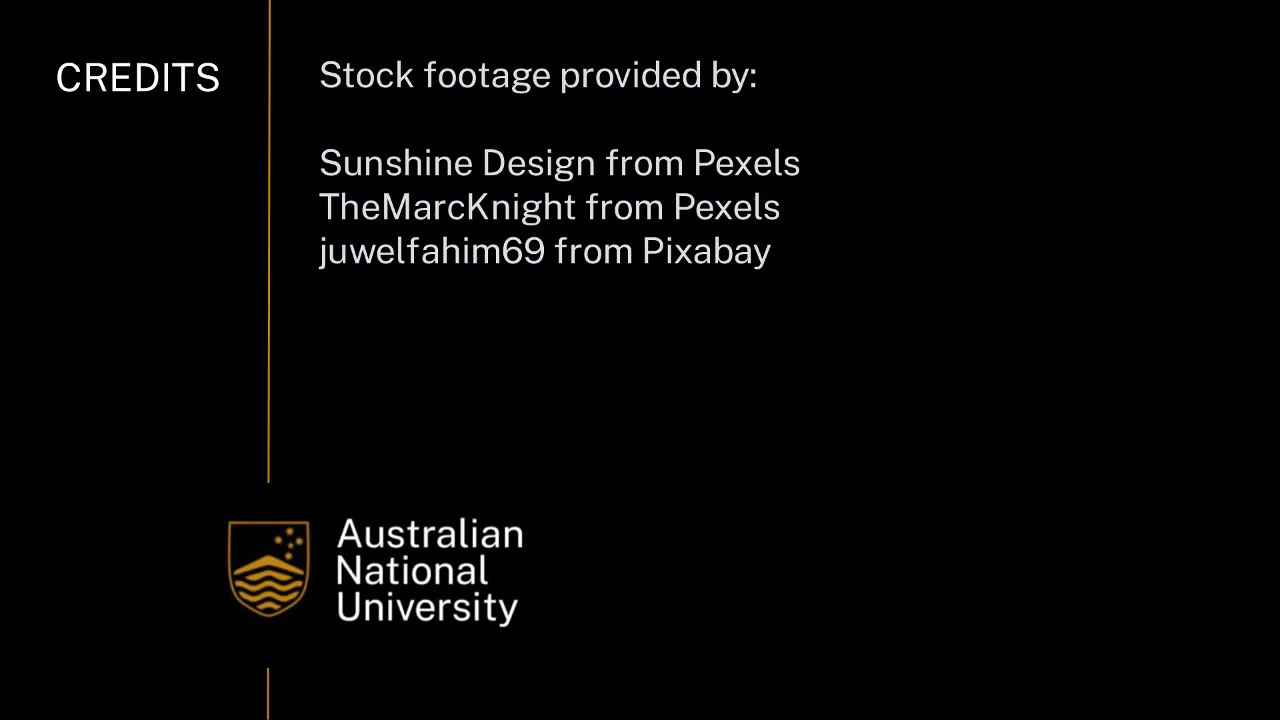 CREDITS
Stock footage provided by:
Sunshine Design from Pexels
TheMarcKnight from Pexels
juwelfahim69 from Pixabay
Australian
National
University